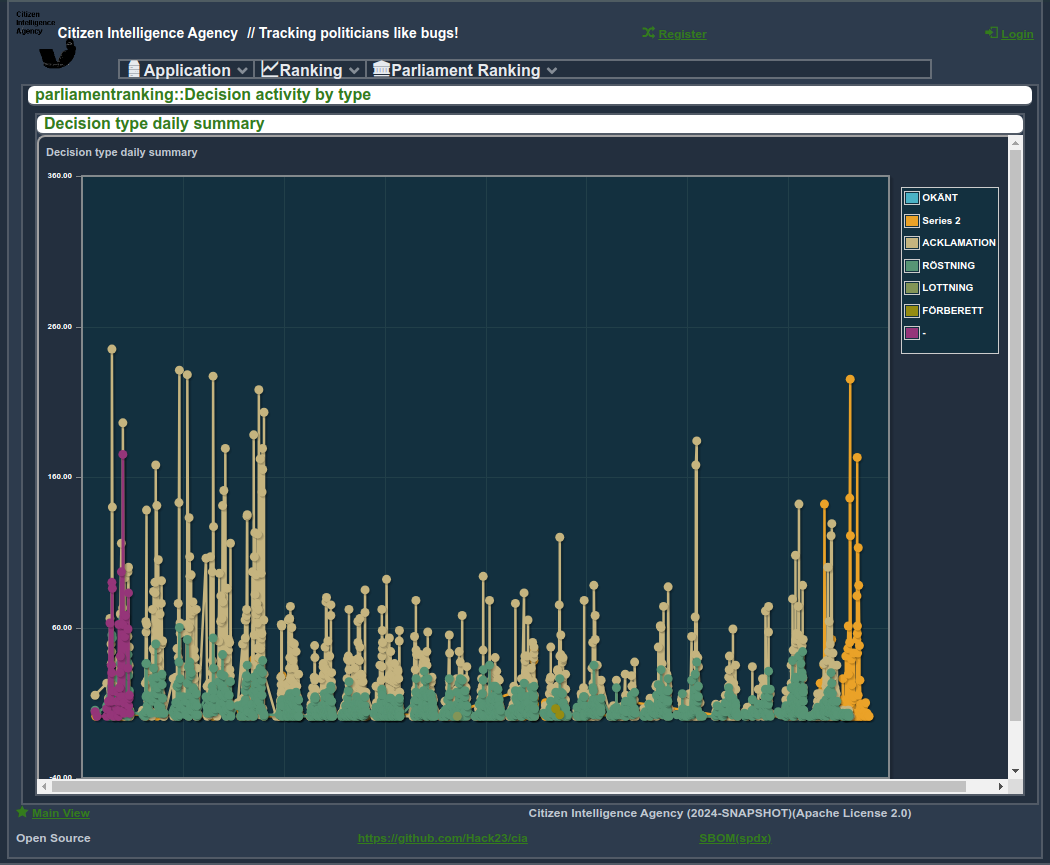 Citizen
Intelligence
Agency
Citizen Intelligence Agency // Tracking politicians like bugs!
Register
Login
Application
Ranking
Parliament Ranking
parliamentranking::Decision activity by type
Decision type daily summary
Decision type daily summary
360.00
260.00
160.00
60.00
-40.00
OKÄNT
Series 2
ACKLAMATION
RÖSTNING
LOTTNING
FÖRBERETT
-
Main View
Citizen Intelligence Agency (2024-SNAPSHOT)(Apache License 2.0)
Open Source
https://github.com/Hack23/cia
SBOM(spdx)